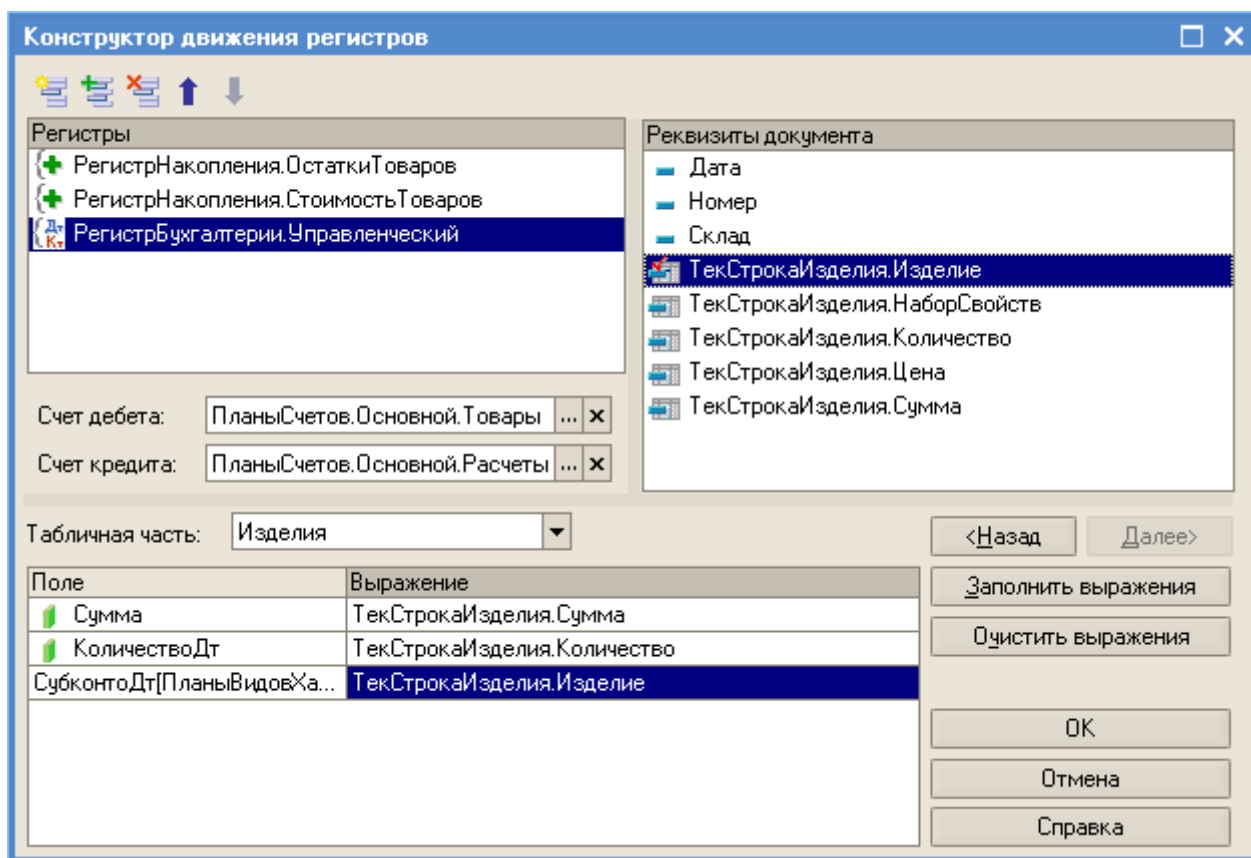 Конструктор движения регистров
Регистры
РегистрНакопления.ОстаткиТоваров
РегистрНакопления.СтоимостьТоваров
Дт Кт РегистрБухгалтерии.Управленческий
Реквизиты документа
Дата
Номер
Склад
ТекСтрокаИзделия.Изделие
ТекСтрокаИзделия.НаборСвойств
ТекСтрокаИзделия.Количество
ТекСтрокаИзделия.Цена
ТекСтрокаИзделия.Сумма
Счет дебета: ПланыСчетов.Основной.Товары ... x
Счет кредита: ПланыСчетов.Основной.Расчеты ... x
Табличная часть: Изделия
<Назад Далее>
Поле Выражение
Сумма ТекСтрокаИзделия.Сумма
КоличествоДт ТекСтрокаИзделия.Количество
СубконтоДт[ПланыВидовХа... ТекСтрокаИзделия.Изделие
Заполнить выражения
Очистить выражения
ОК
Отмена
Справка